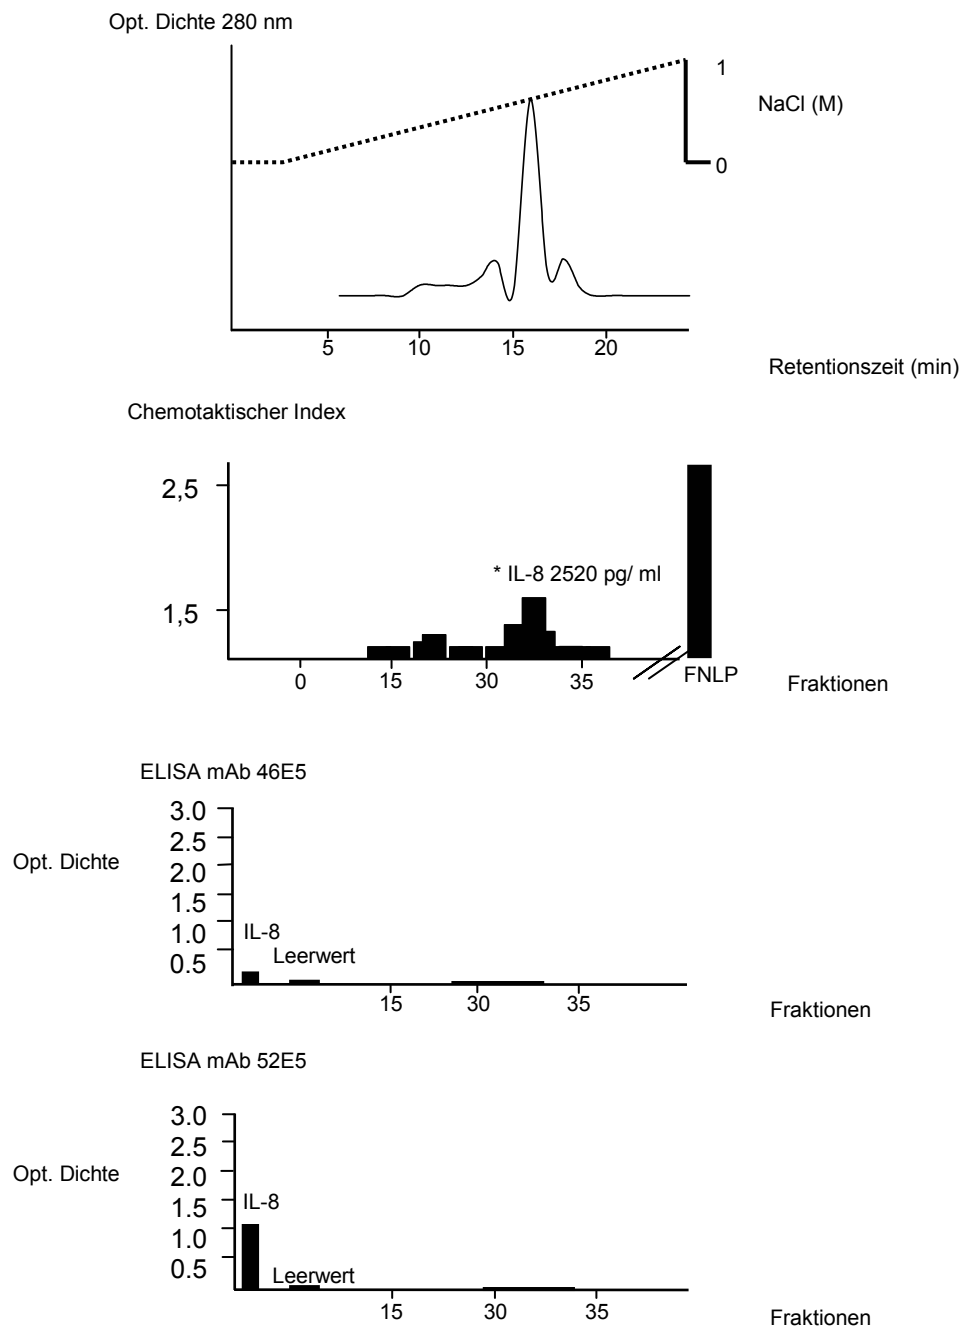 Opt. Dichte 280 nm
1
NaCl (M)
0
5 10 15 20
Retentionszeit (min)
Chemotaktischer Index
2,5
* IL-8 2520 pg/ ml
1,5
0 15 30 35 FNLP
Fraktionen
ELISA mAb 46E5
3.0
2.5
Opt. Dichte
2.0
1.5
1.0
IL-8
Leerwert
0.5
15 30 35
Fraktionen
ELISA mAb 52E5
3.0
2.5
Opt. Dichte
2.0
1.5
IL-8
1.0
0.5
Leerwert
15 30 35
Fraktionen